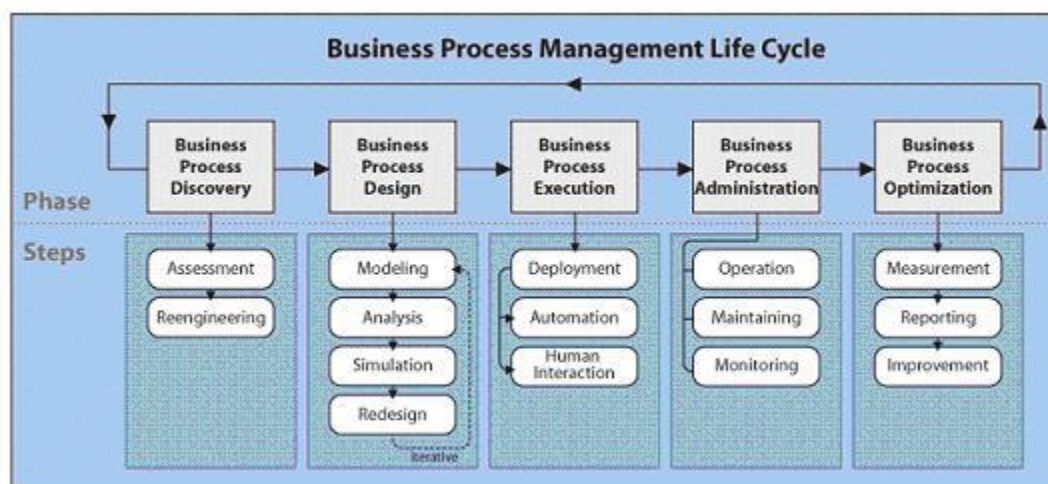 Business Process Management Life Cycle
Business
Process
Discovery
Business
Process
Design
Business
Process
Execution
Business
Process
Administration
Business
Process
Optimization
Phase
Steps
Assessment
Reengineering
Modeling
Analysis
Simulation
Redesign
iterative
Deployment
Automation
Human
Interaction
Operation
Maintaining
Monitoring
Measurement
Reporting
Improvement